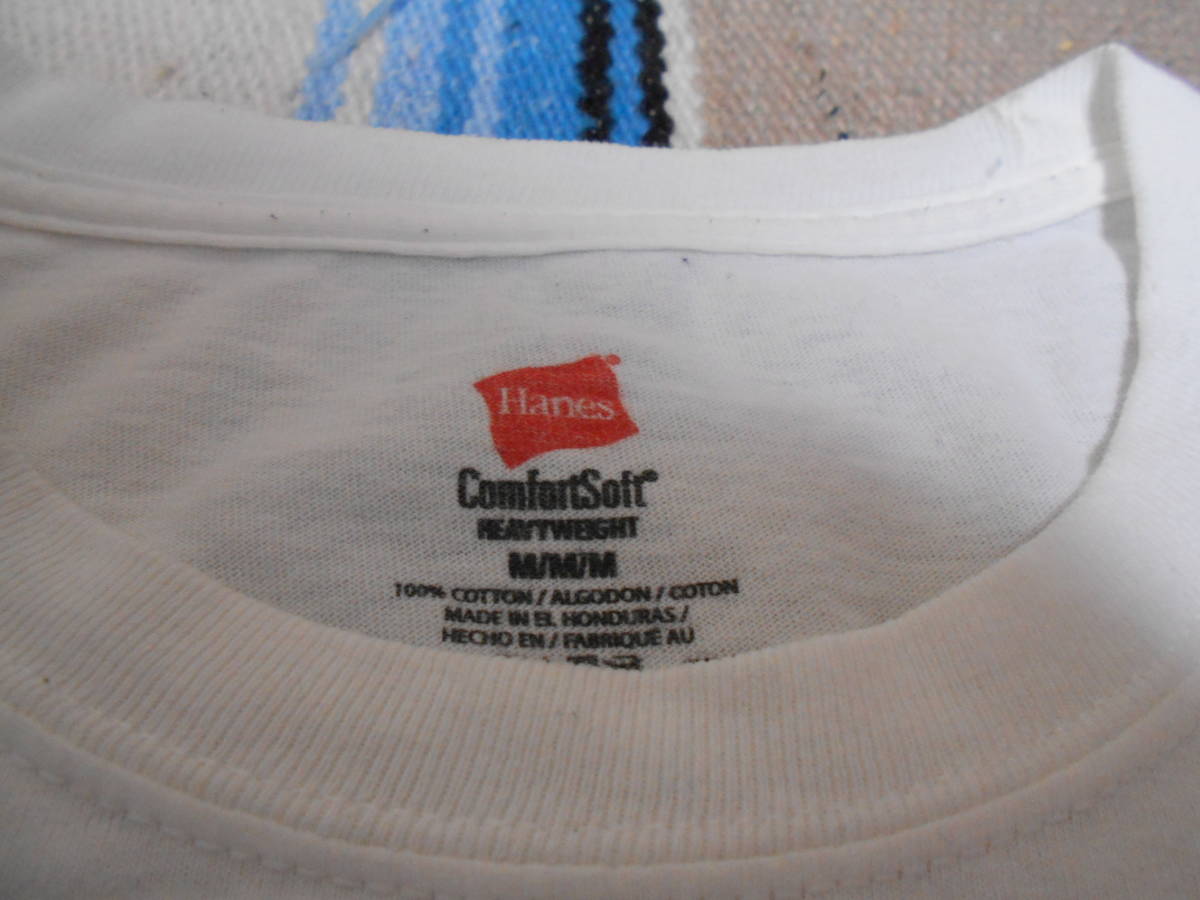 Hanes®
ComfortSoft®
HEAVYWEIGHT
M/M/M
100% COTTON / ALGODON / COTON
MADE IN EL HONDURAS /
HECHO EN / FABRIQUÉ AU